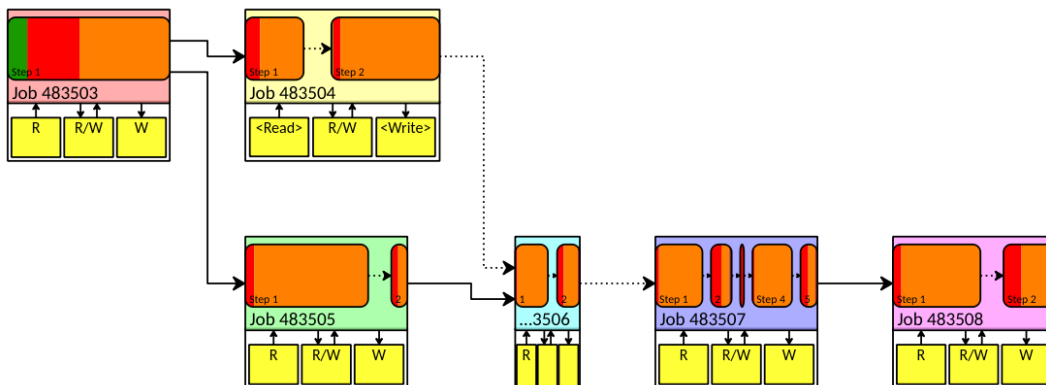 Step 1
Job 483503
R
R/W
W
Step 1
Step 2
Job 483504
<Read>
R/W
<Write>
Step 1
2
Job 483505
R
R/W
W
1
2
...3506
R
Step 1
2
Step 4
5
Job 483507
R
R/W
W
Step 1
Step 2
Job 483508
R
R/W
W